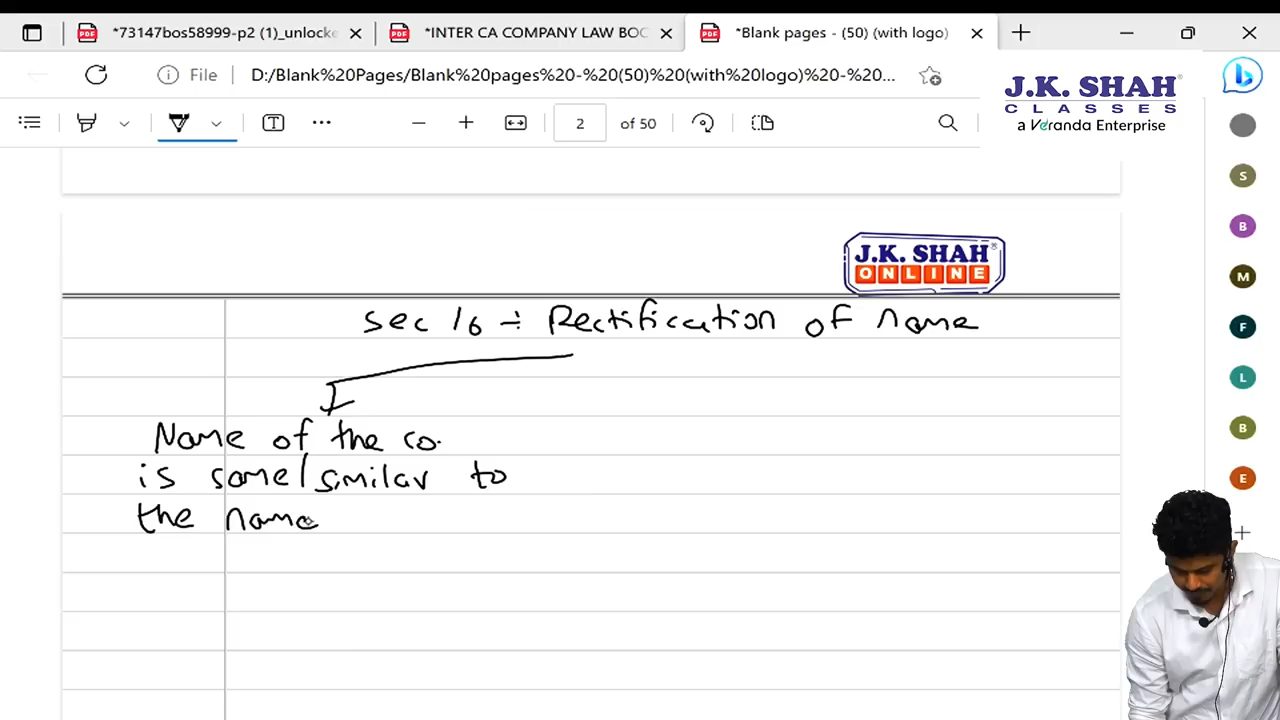 *73147bos58999-p2 (1)_unlocke
*INTER CA COMPANY LAW BOC
*Blank pages - (50) (with logo)
File
D:/Blank%20Pages/Blank%20pages%20-%20(50)%20(with%20logo)%20-%20...
J.K. SHAH®
CLASSES
a Veranda Enterprise
2 of 50
S
B
M
F
L
B
E
J.K. SHAH®
ONLINE
sec 16 ÷ Rectification of name
Name of the co.
is same/similar to
the name